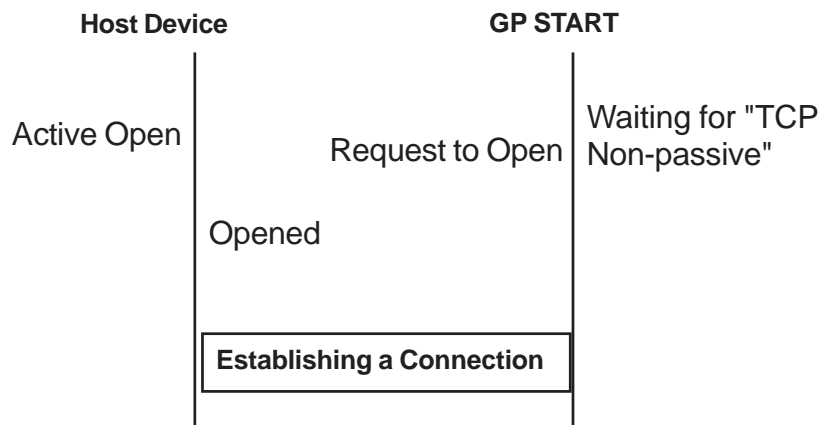 Host Device
GP START
Active Open
Request to Open
Waiting for "TCP
Non-passive"
Opened
Establishing a Connection